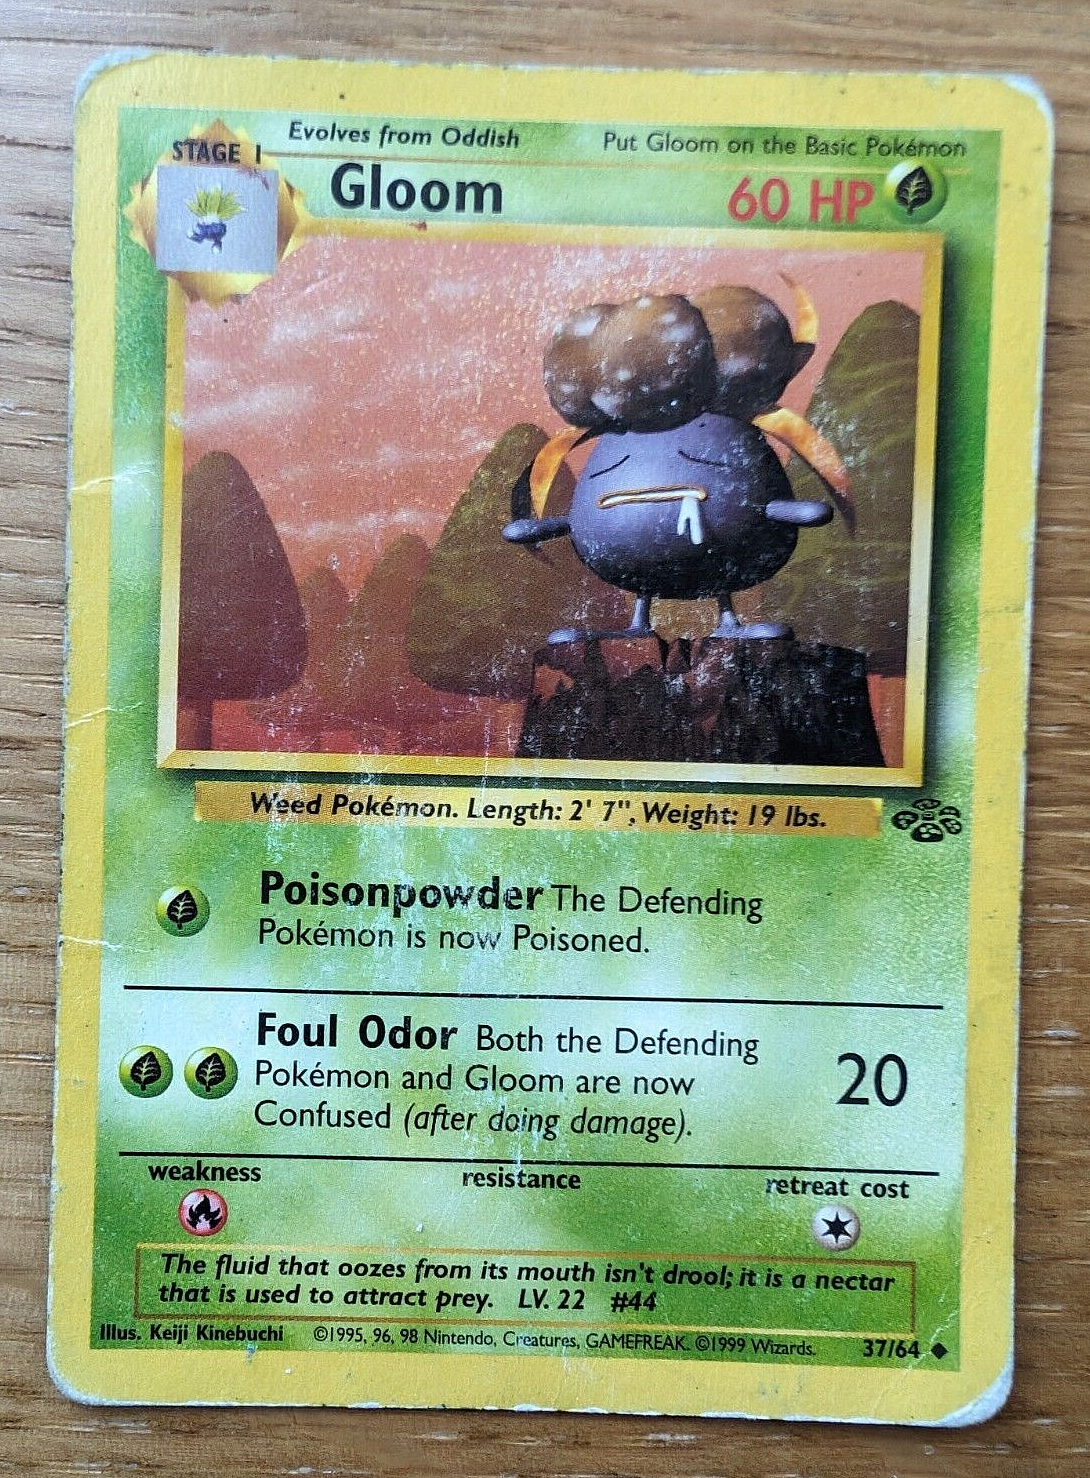 Evolves from Oddish Put Gloom on the Basic Pokémon
STAGE 1
Gloom 60 HP
Weed Pokémon. Length: 2' 7", Weight: 19 lbs.
Poisonpowder The Defending
Pokémon is now Poisoned.
Foul Odor Both the Defending
Pokémon and Gloom are now
Confused (after doing damage).
20
weakness resistance retreat cost
The fluid that oozes from its mouth isn't drool; it is a nectar
that is used to attract prey. LV. 22 #44
Illus. Keiji Kinebuchi ©1995, 96, 98 Nintendo, Creatures, GAMEFREAK. ©1999 Wizards. 37/64